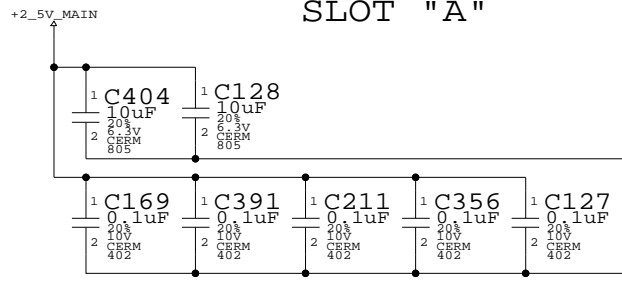 SLOT "A"
+2_5V_MAIN
1 C404
10uF
20%
6.3V
2 CERM
805
1 C128
10uF
20%
6.3V
2 CERM
805
1 C169
0.1uF
20%
10V
2 CERM
402
1 C391
0.1uF
20%
10V
2 CERM
402
1 C211
0.1uF
20%
10V
2 CERM
402
1 C356
0.1uF
20%
10V
2 CERM
402
1 C127
0.1uF
20%
10V
2 CERM
402